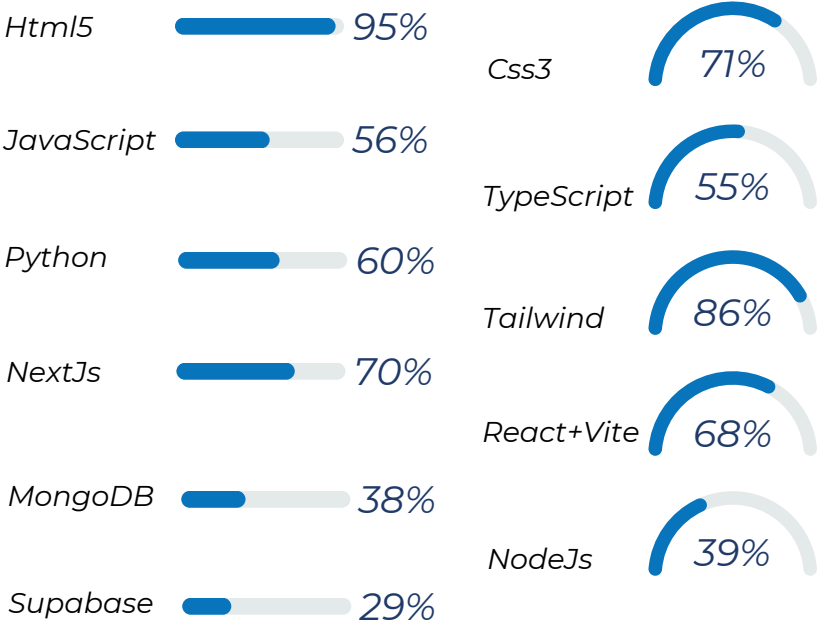 Html5 95%
JavaScript 56%
Python 60%
NextJs 70%
MongoDB 38%
Supabase 29%
Css3 71%
TypeScript 55%
Tailwind 86%
React+Vite 68%
NodeJs 39%